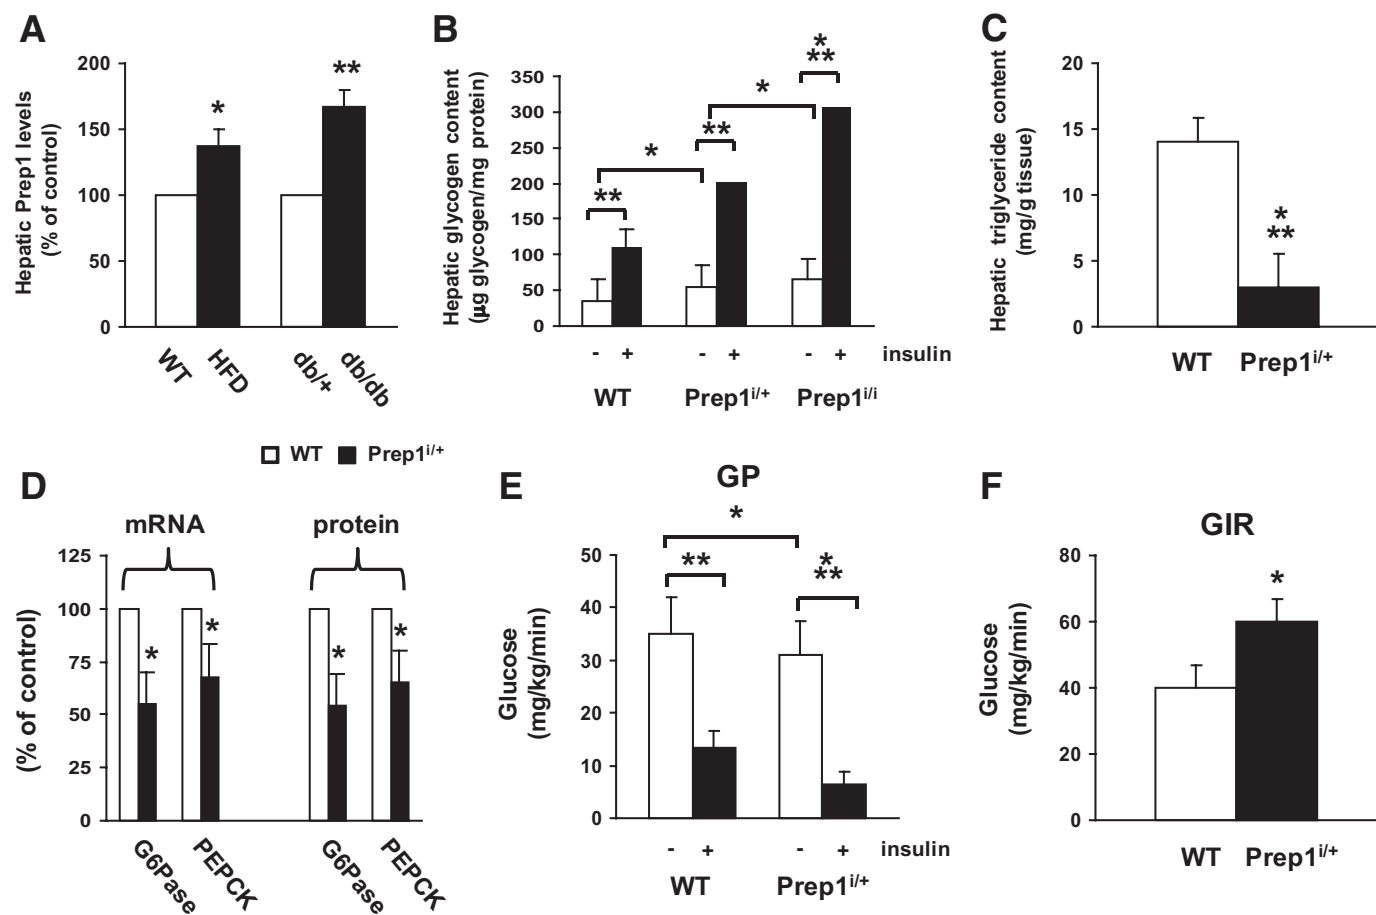 A
Hepatic Prep1 levels
(% of control)
200
150
100
50
0
*
**
WT
HFD
db/+
db/db
B
Hepatic glycogen content
(µg glycogen/mg protein)
350
300
250
200
150
100
50
0
**
*
**
*
*
**
- + - + - + insulin
WT Prep1i/+ Prep1i/i
C
Hepatic triglyceride content
(mg/g tissue)
20
15
10
5
0
*
**
WT Prep1i/+
WT Prep1i/+
D
mRNA protein
(% of control)
125
100
75
50
25
0
* * * *
G6Pase
PEPCK
G6Pase
PEPCK
E
GP
Glucose
(mg/kg/min)
50
40
30
20
10
0
*
**
*
**
- + - + insulin
WT Prep1i/+
F
GIR
Glucose
(mg/kg/min)
80
60
40
20
0
*
WT Prep1i/+